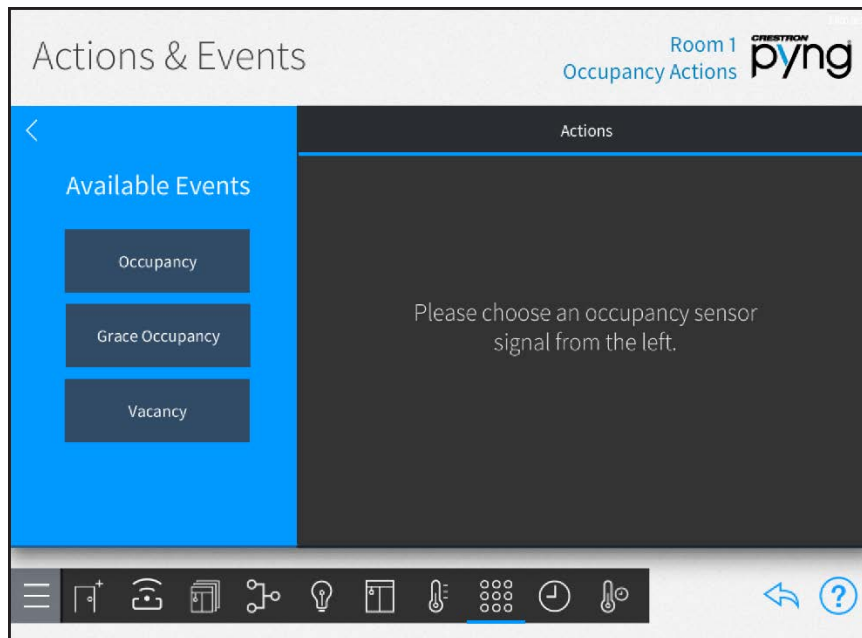 Actions & Events
Room 1
Occupancy Actions
CRESTRON
pyng
Actions
Available Events
Occupancy
Grace Occupancy
Vacancy
Please choose an occupancy sensor
signal from the left.
?